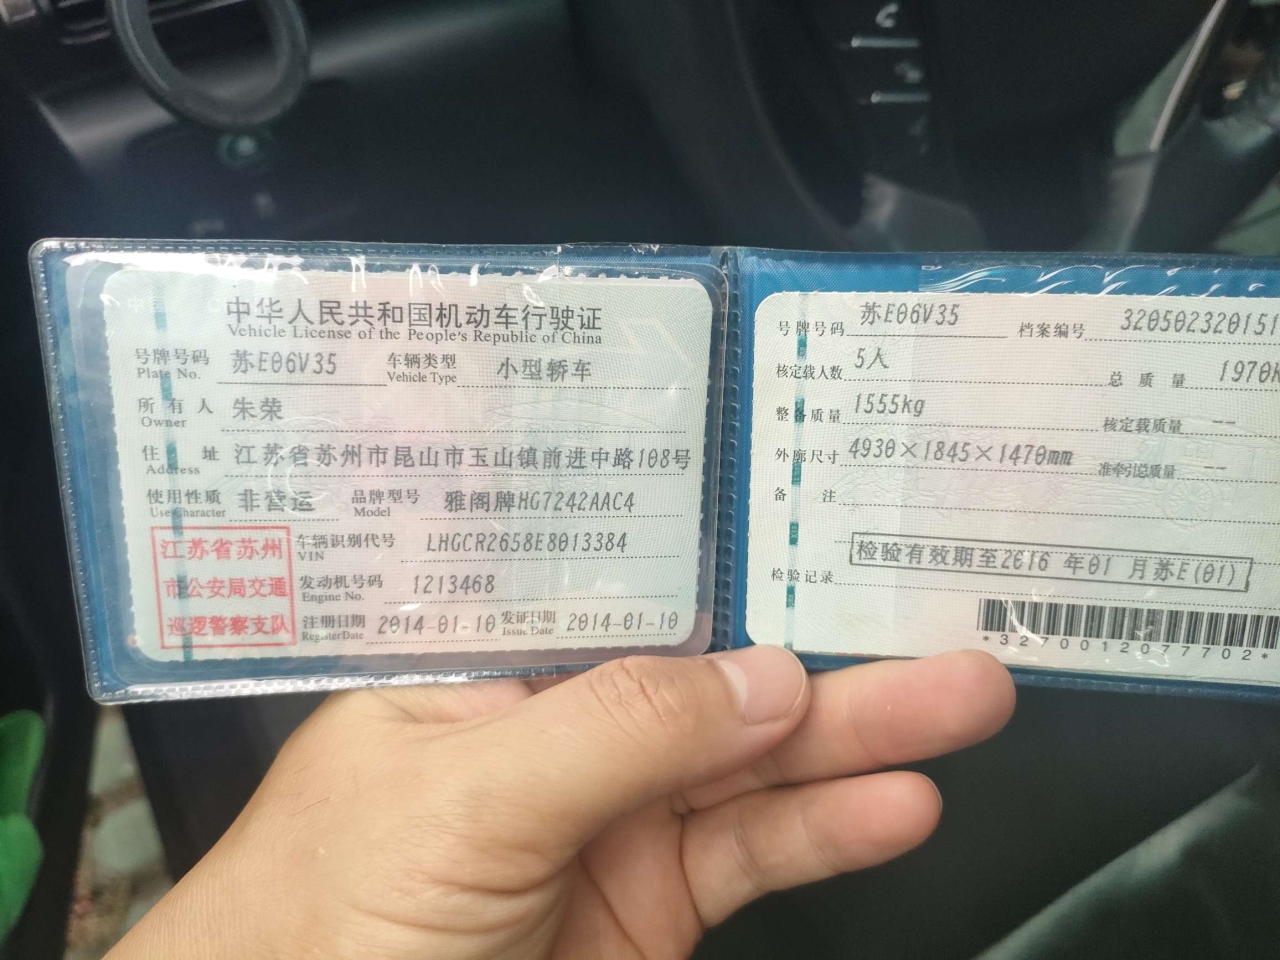 中华人民共和国机动车行驶证
Vehicle License of the People's Republic of China
号牌号码 苏E06V35 车辆类型 小型轿车
Plate No. Vehicle Type
所有人 朱荣
Owner
住址 江苏省苏州市昆山市玉山镇前进中路108号
Address
使用性质 非营运 品牌型号 雅阁牌HG7242AAC4
Use Character Model
江苏省苏州
市公安局交通
巡逻警察支队
车辆识别代号 LHGCR2658E8013384
VIN
发动机号码 1213468
Engine No.
注册日期 2014-01-10 发证日期 2014-01-10
Register Date Issue Date
号牌号码 苏E06V35 档案编号 32050232015
核定载人数 5人 总质量 1970
整备质量 1555kg 核定载质量 --
外廓尺寸 4930×1845×1470mm 准牵引总质量 --
备注
检验有效期至2016年01月苏E(01)
检验记录
*3270012077702*